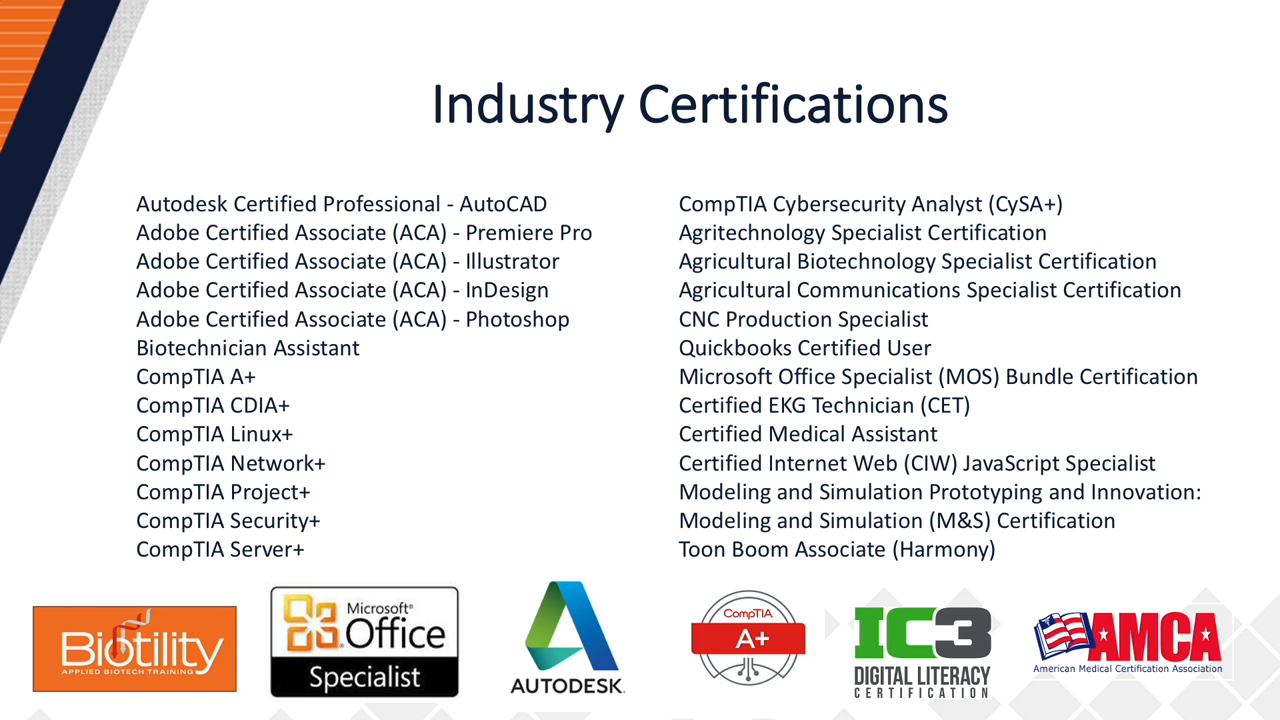 Industry Certifications
Autodesk Certified Professional - AutoCAD
Adobe Certified Associate (ACA) - Premiere Pro
Adobe Certified Associate (ACA) - Illustrator
Adobe Certified Associate (ACA) - InDesign
Adobe Certified Associate (ACA) - Photoshop
Biotechnician Assistant
CompTIA A+
CompTIA CDIA+
CompTIA Linux+
CompTIA Network+
CompTIA Project+
CompTIA Security+
CompTIA Server+
CompTIA Cybersecurity Analyst (CySA+)
Agritechnology Specialist Certification
Agricultural Biotechnology Specialist Certification
Agricultural Communications Specialist Certification
CNC Production Specialist
Quickbooks Certified User
Microsoft Office Specialist (MOS) Bundle Certification
Certified EKG Technician (CET)
Certified Medical Assistant
Certified Internet Web (CIW) JavaScript Specialist
Modeling and Simulation Prototyping and Innovation:
Modeling and Simulation (M&S) Certification
Toon Boom Associate (Harmony)
Biotility
APPLIED BIOTECH TRAINING
Microsoft®
Office
Specialist
AUTODESK.
CompTIA
A+
IC3
DIGITAL LITERACY
CERTIFICATION
AMCA
American Medical Certification Association